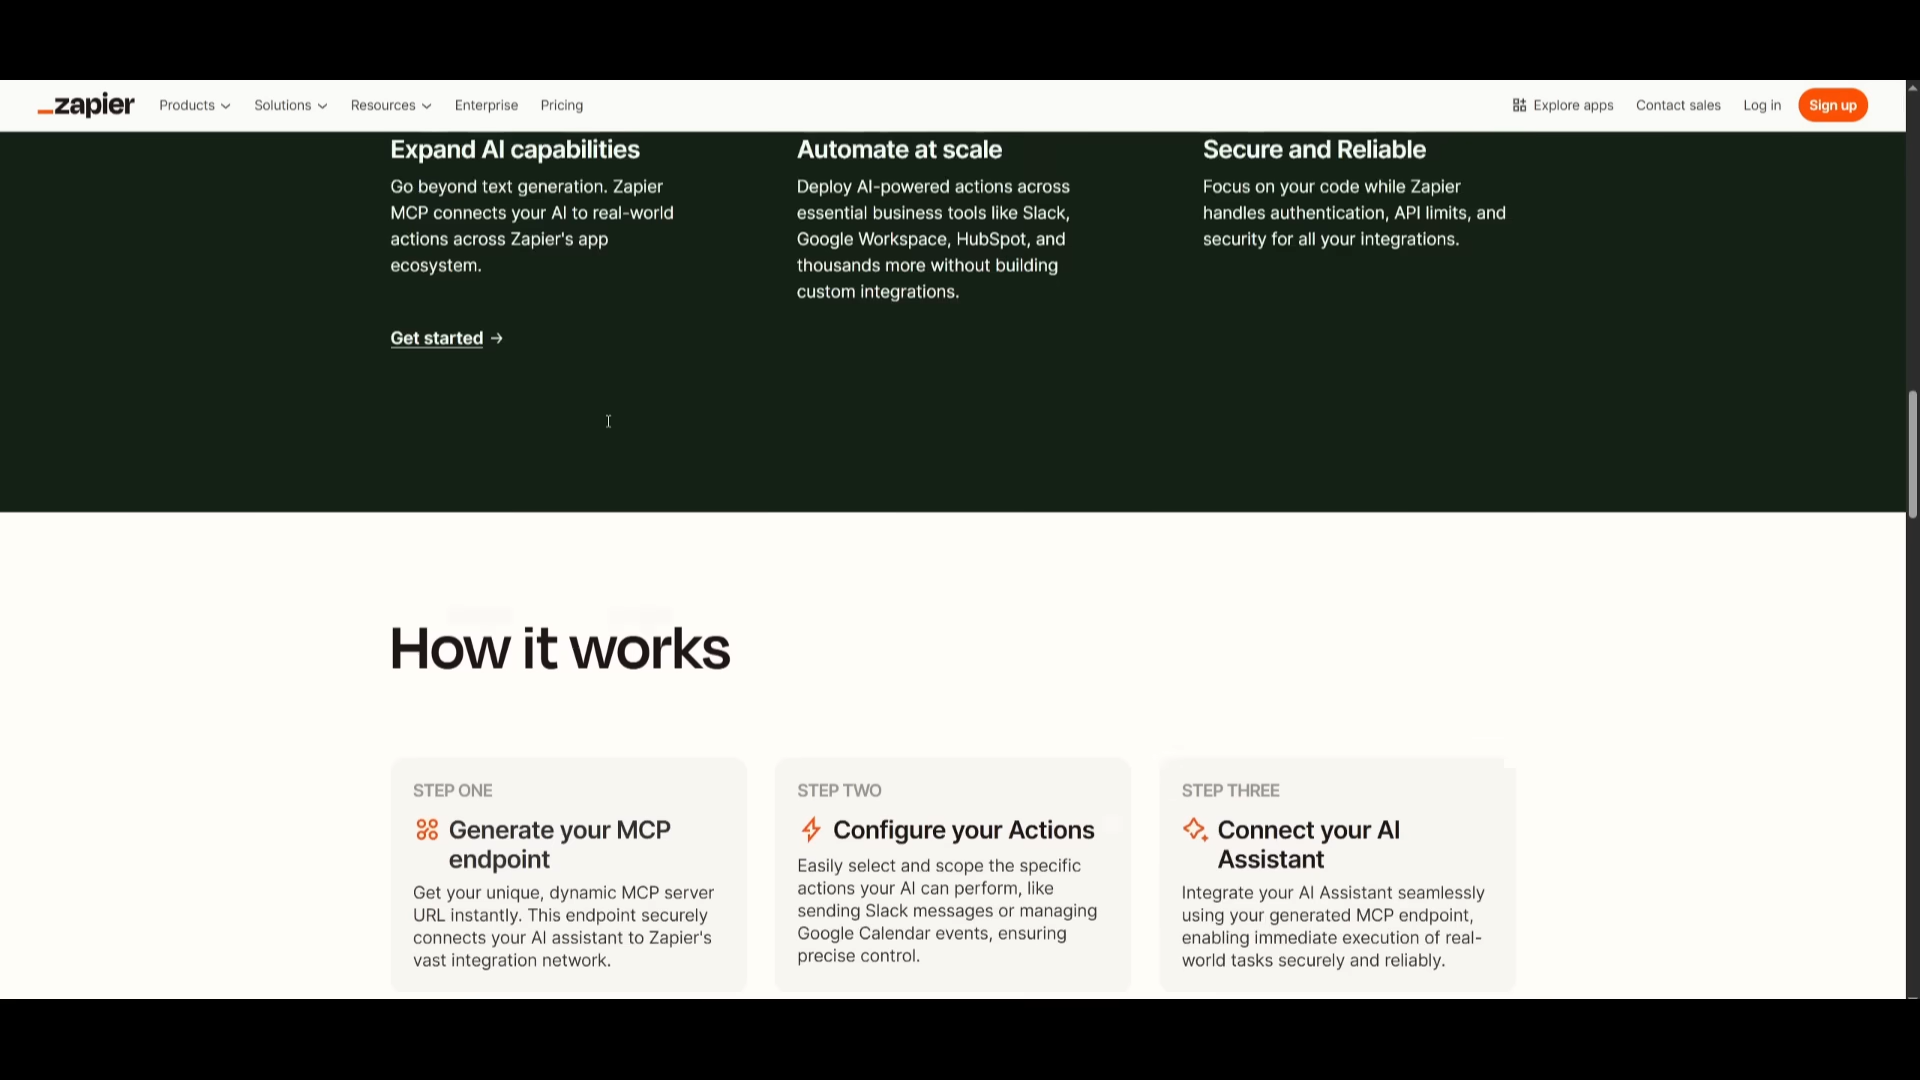 zapier
Products
Solutions
Resources
Enterprise
Pricing
Explore apps
Contact sales
Log in
Sign up
Expand AI capabilities
Go beyond text generation. Zapier
MCP connects your AI to real-world
actions across Zapier's app
ecosystem.
Get started →
Automate at scale
Deploy AI-powered actions across
essential business tools like Slack,
Google Workspace, HubSpot, and
thousands more without building
custom integrations.
Secure and Reliable
Focus on your code while Zapier
handles authentication, API limits, and
security for all your integrations.
How it works
STEP ONE
Generate your MCP
endpoint
Get your unique, dynamic MCP server
URL instantly. This endpoint securely
connects your AI assistant to Zapier's
vast integration network.
STEP TWO
Configure your Actions
Easily select and scope the specific
actions your AI can perform, like
sending Slack messages or managing
Google Calendar events, ensuring
precise control.
STEP THREE
Connect your AI
Assistant
Integrate your AI Assistant seamlessly
using your generated MCP endpoint,
enabling immediate execution of real-
world tasks securely and reliably.